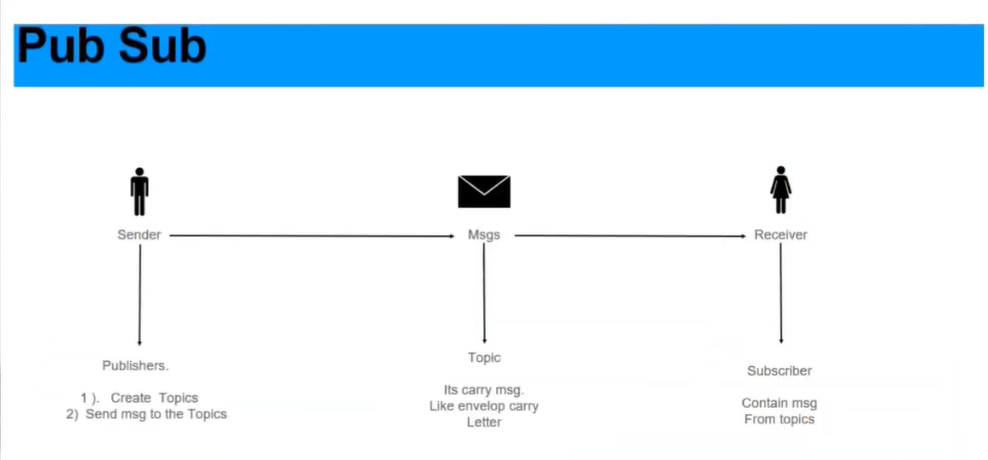 Pub Sub
Sender
Msgs
Receiver
Publishers.
1 ). Create Topics
2) Send msg to the Topics
Topic
Its carry msg.
Like envelop carry
Letter
Subscriber
Contain msg
From topics